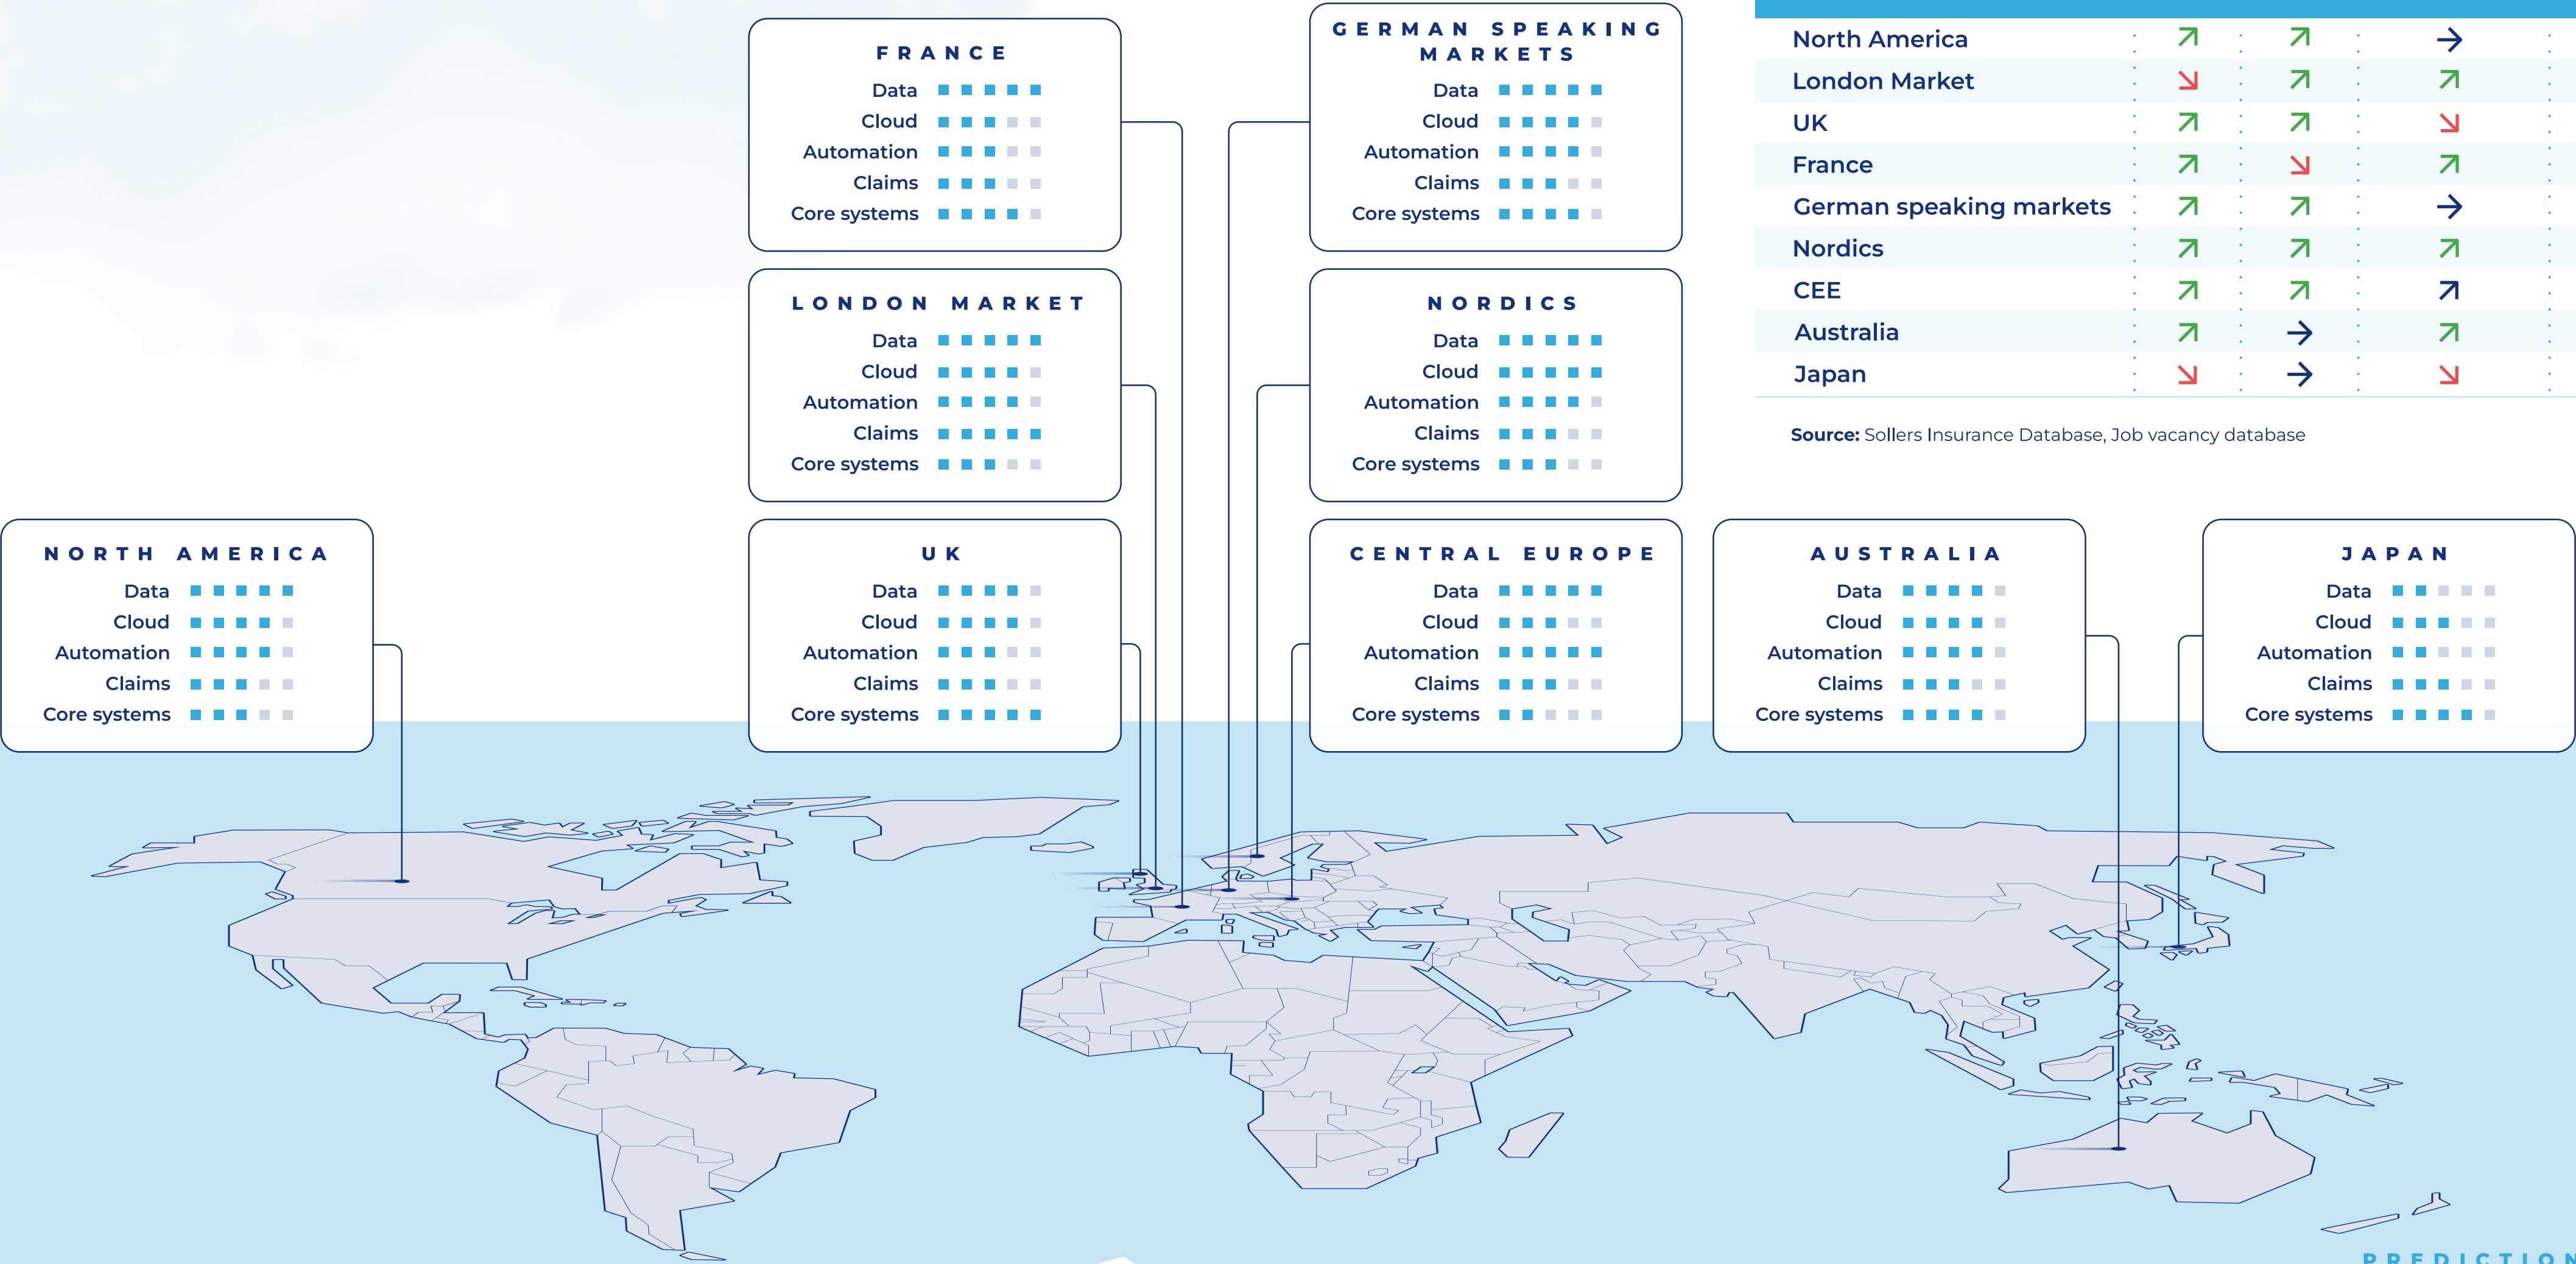 FRANCE
Data
Cloud
Automation
Claims
Core systems
GERMAN SPEAKING
MARKETS
Data
Cloud
Automation
Claims
Core systems
North America
London Market
UK
France
German speaking markets
Nordics
CEE
Australia
Japan
Source: Sollers Insurance Database, Job vacancy database
LONDON MARKET
Data
Cloud
Automation
Claims
Core systems
NORDICS
Data
Cloud
Automation
Claims
Core systems
NORTH AMERICA
Data
Cloud
Automation
Claims
Core systems
UK
Data
Cloud
Automation
Claims
Core systems
CENTRAL EUROPE
Data
Cloud
Automation
Claims
Core systems
AUSTRALIA
Data
Cloud
Automation
Claims
Core systems
JAPAN
Data
Cloud
Automation
Claims
Core systems
PREDICTION